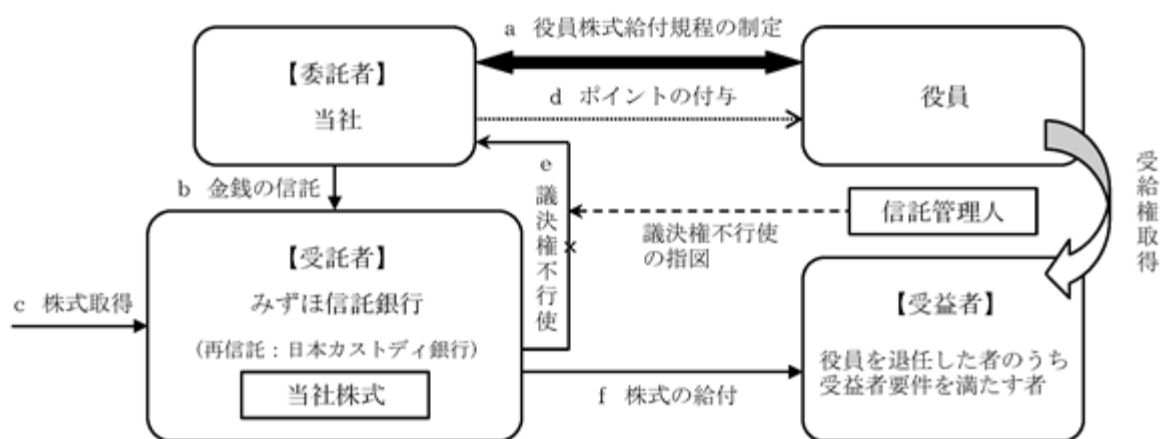 a 役員株式給付規程の制定
【委託者】
当社
d ポイントの付与
役員
b 金銭の信託
e 議決権不行使
議決権不行使
の指図
信託管理人
受給権取得
【受託者】
みずほ信託銀行
(再信託:日本カストディ銀行)
当社株式
c 株式取得
【受益者】
役員を退任した者のうち
受益者要件を満たす者
f 株式の給付